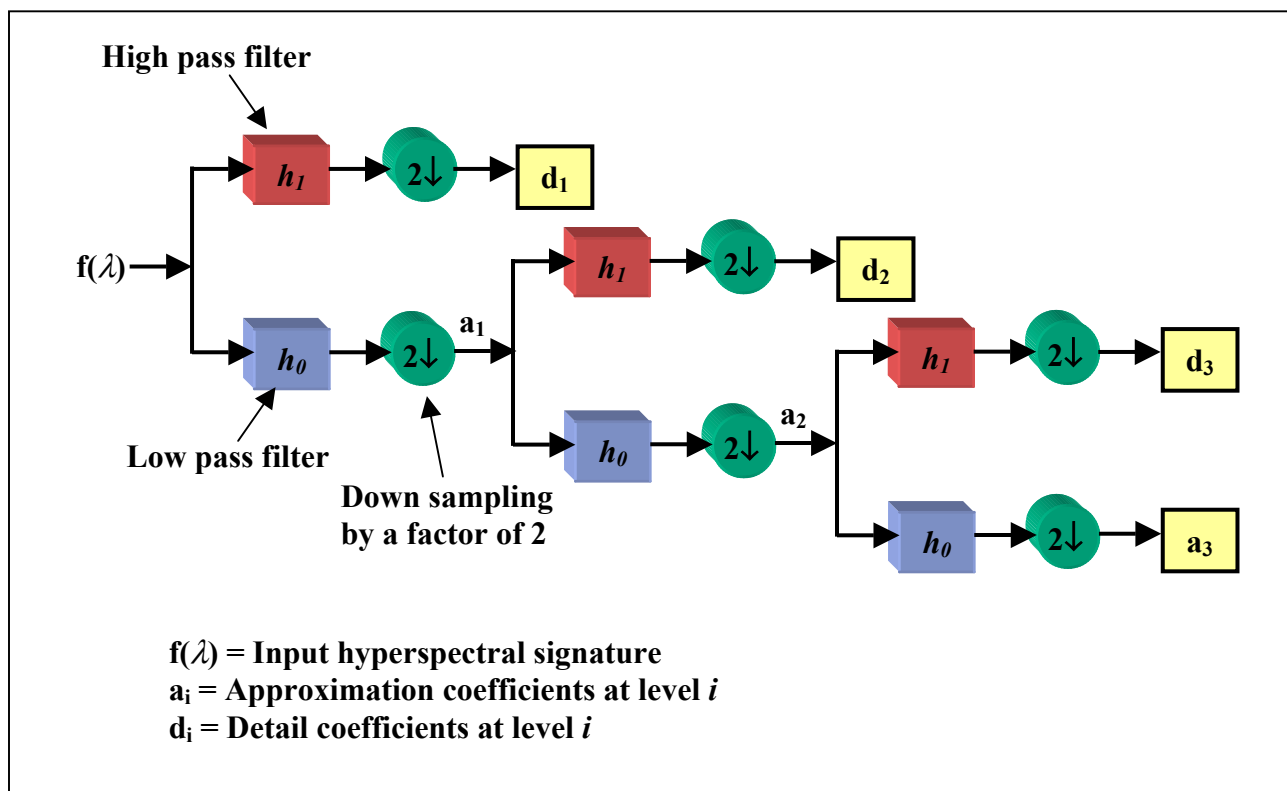 High pass filter
h₁
2↓
d₁
f(λ)
h₁
2↓
d₂
h₀
2↓
a₁
h₁
2↓
d₃
h₀
2↓
a₂
Low pass filter
Down sampling
by a factor of 2
h₀
2↓
a₃
f(λ) = Input hyperspectral signature
aᵢ = Approximation coefficients at level i
dᵢ = Detail coefficients at level i